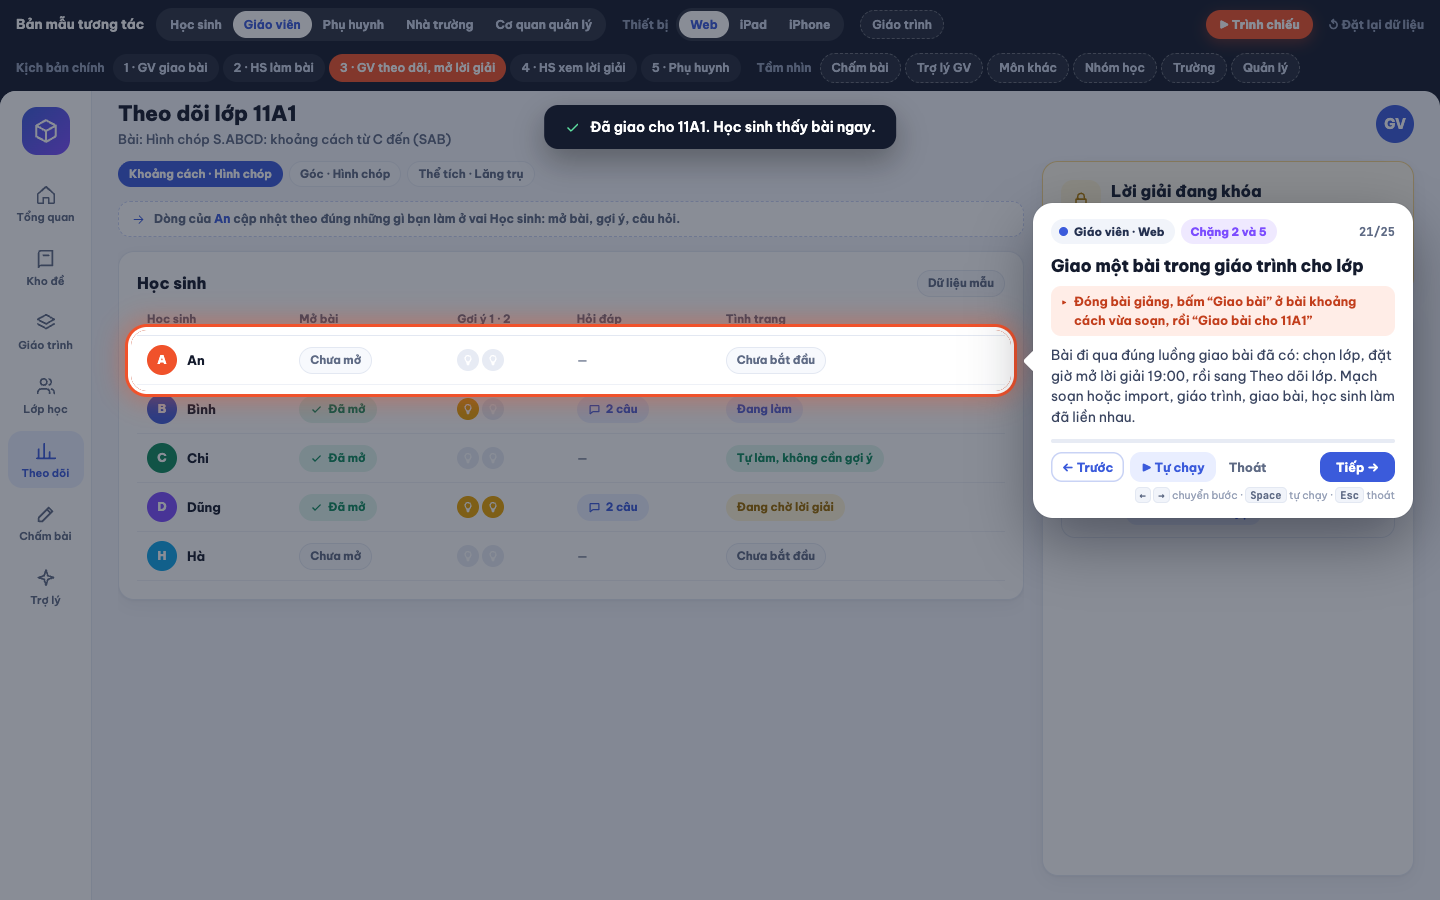 Bản mẫu tương tác
Học sinh Giáo viên Phụ huynh Nhà trường Cơ quan quản lý
Thiết bị Web iPad iPhone
Giáo trình
Trình chiếu
Đặt lại dữ liệu
Kịch bản chính 1 · GV giao bài 2 · HS làm bài 3 · GV theo dõi, mở lời giải 4 · HS xem lời giải 5 · Phụ huynh
Tầm nhìn Chấm bài Trợ lý GV Môn khác Nhóm học Trường Quản lý
Tổng quan
Kho đề
Giáo trình
Lớp học
Theo dõi
Chấm bài
Trợ lý
Theo dõi lớp 11A1
Bài: Hình chóp S.ABCD: khoảng cách từ C đến (SAB)
Đã giao cho 11A1. Học sinh thấy bài ngay.
GV
Khoảng cách · Hình chóp Góc · Hình chóp Thể tích · Lăng trụ
→ Dòng của An cập nhật theo đúng những gì bạn làm ở vai Học sinh: mở bài, gợi ý, câu hỏi.
Học sinh
Dữ liệu mẫu
Học sinh Mở bài Gợi ý 1 · 2 Hỏi đáp Tình trạng
A An Chưa mở — Chưa bắt đầu
B Bình Đã mở 2 câu Đang làm
C Chi Đã mở — Tự làm, không cần gợi ý
D Dũng Đã mở 2 câu Đang chờ lời giải
H Hà Chưa mở — Chưa bắt đầu
Lời giải đang khóa
Giáo viên · Web Chặng 2 và 5 21/25
Giao một bài trong giáo trình cho lớp
Đóng bài giảng, bấm “Giao bài” ở bài khoảng
cách vừa soạn, rồi “Giao bài cho 11A1”
Bài đi qua đúng luồng giao bài đã có: chọn lớp, đặt
giờ mở lời giải 19:00, rồi sang Theo dõi lớp. Mạch
soạn hoặc import, giáo trình, giao bài, học sinh làm
đã liền nhau.
← Trước Tự chạy Thoát Tiếp →
← → chuyển bước · Space tự chạy · Esc thoát